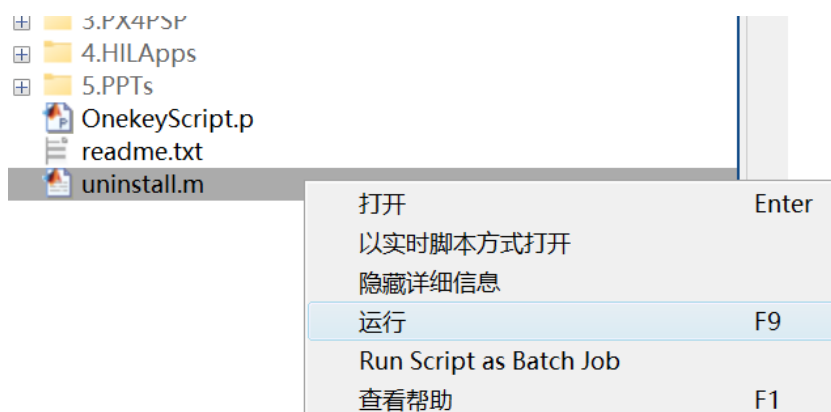 3.PX4PSP
4.HILApps
5.PPTs
OnekeyScript.p
readme.txt
uninstall.m
打开 Enter
以实时脚本方式打开
隐藏详细信息
运行 F9
Run Script as Batch Job
查看帮助 F1